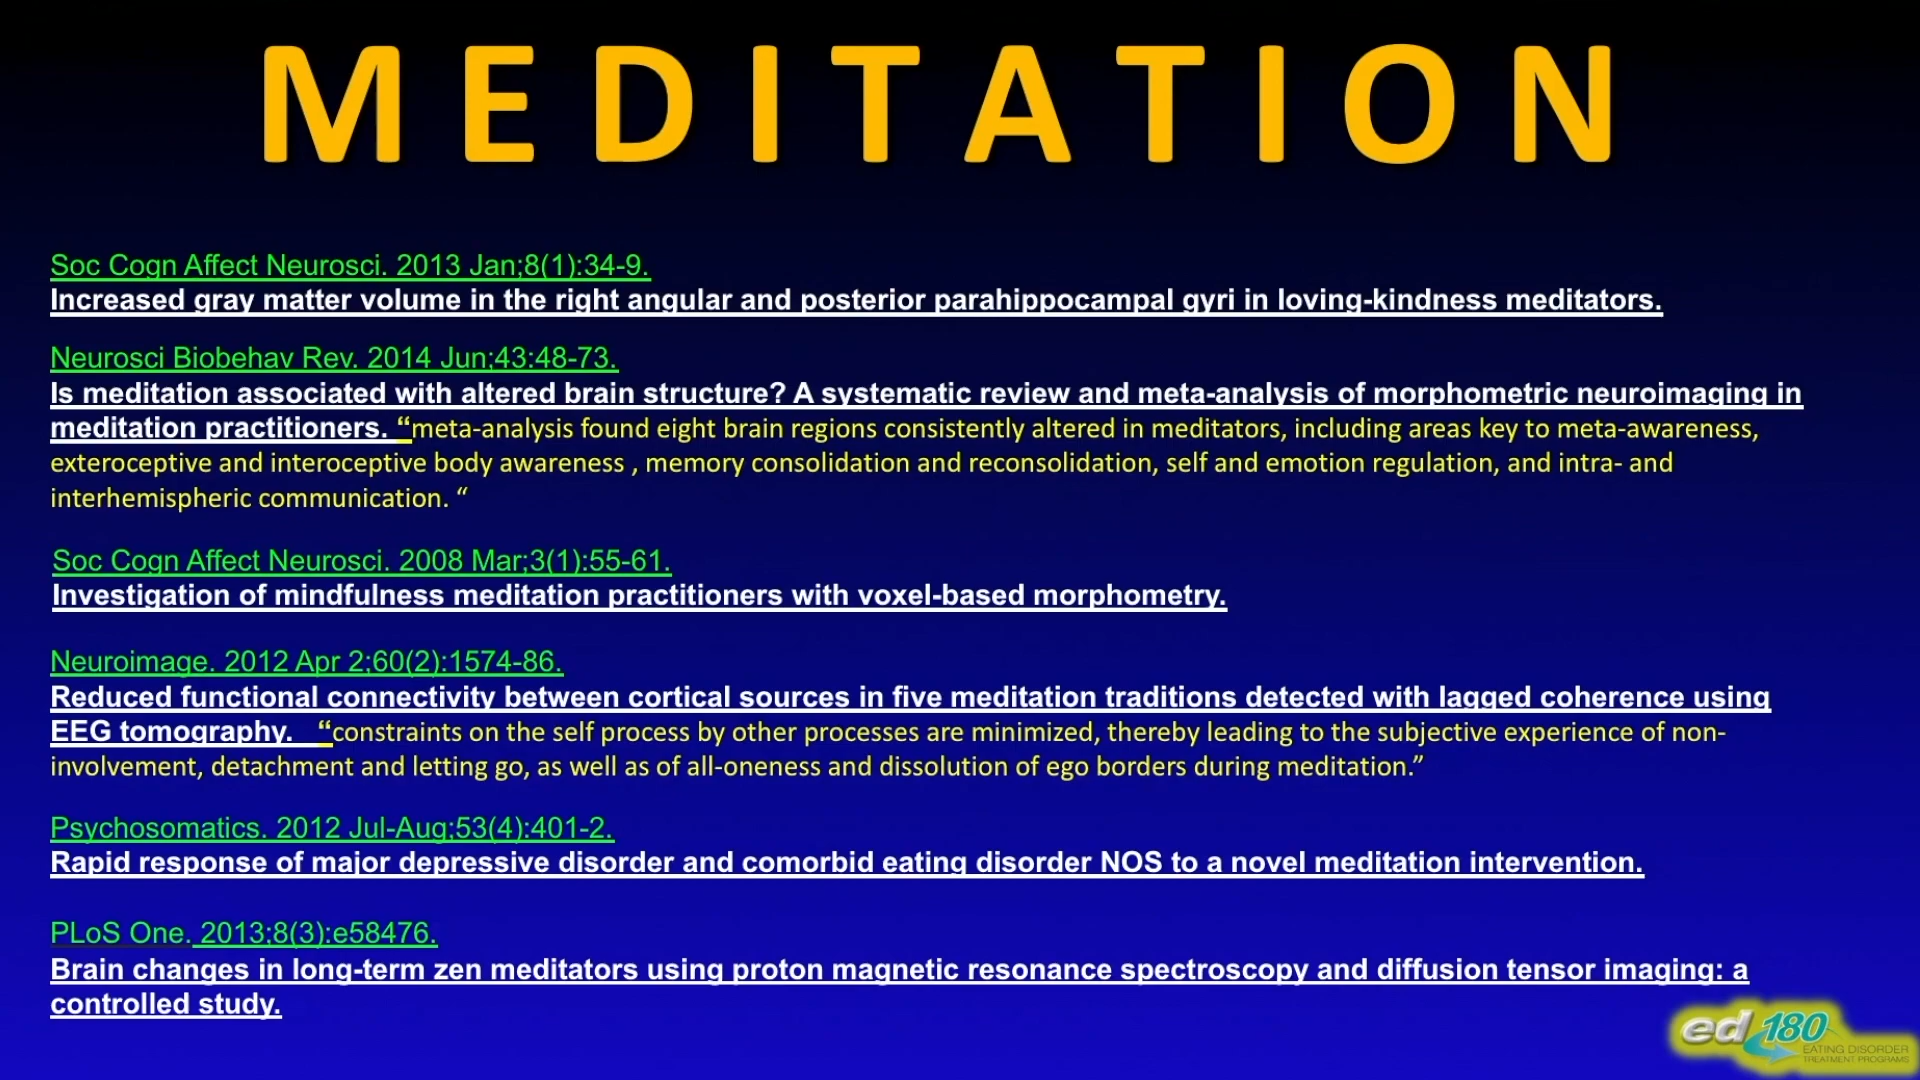 M E D I T A T I O N
Soc Cogn Affect Neurosci. 2013 Jan;8(1):34-9.
Increased gray matter volume in the right angular and posterior parahippocampal gyri in loving-kindness meditators.
Neurosci Biobehav Rev. 2014 Jun;43:48-73.
Is meditation associated with altered brain structure? A systematic review and meta-analysis of morphometric neuroimaging in
meditation practitioners. “meta-analysis found eight brain regions consistently altered in meditators, including areas key to meta-awareness,
exteroceptive and interoceptive body awareness , memory consolidation and reconsolidation, self and emotion regulation, and intra- and
interhemispheric communication. “
Soc Cogn Affect Neurosci. 2008 Mar;3(1):55-61.
Investigation of mindfulness meditation practitioners with voxel-based morphometry.
Neuroimage. 2012 Apr 2;60(2):1574-86.
Reduced functional connectivity between cortical sources in five meditation traditions detected with lagged coherence using
EEG tomography. “constraints on the self process by other processes are minimized, thereby leading to the subjective experience of non-
involvement, detachment and letting go, as well as of all-oneness and dissolution of ego borders during meditation.”
Psychosomatics. 2012 Jul-Aug;53(4):401-2.
Rapid response of major depressive disorder and comorbid eating disorder NOS to a novel meditation intervention.
PLoS One. 2013;8(3):e58476.
Brain changes in long-term zen meditators using proton magnetic resonance spectroscopy and diffusion tensor imaging: a
controlled study.
ed 180
EATING DISORDER
TREATMENT PROGRAMS